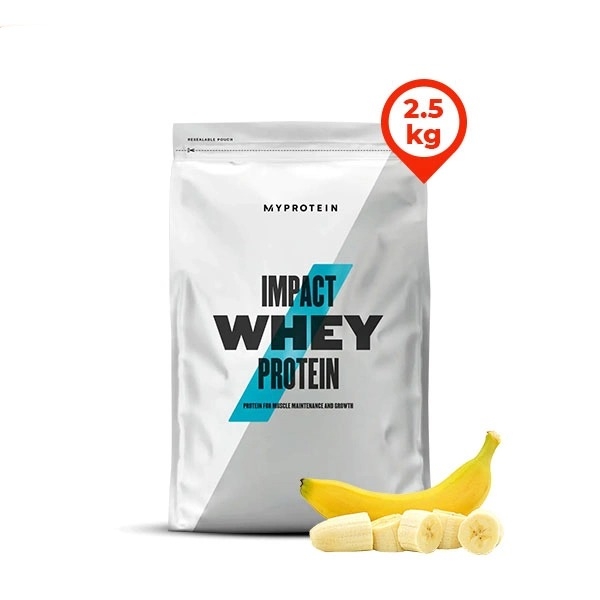 2.5
kg
RESEALABLE POUCH
MYPROTEIN
IMPACT
WHEY
PROTEIN
PROTEIN FOR MUSCLE MAINTENANCE AND GROWTH